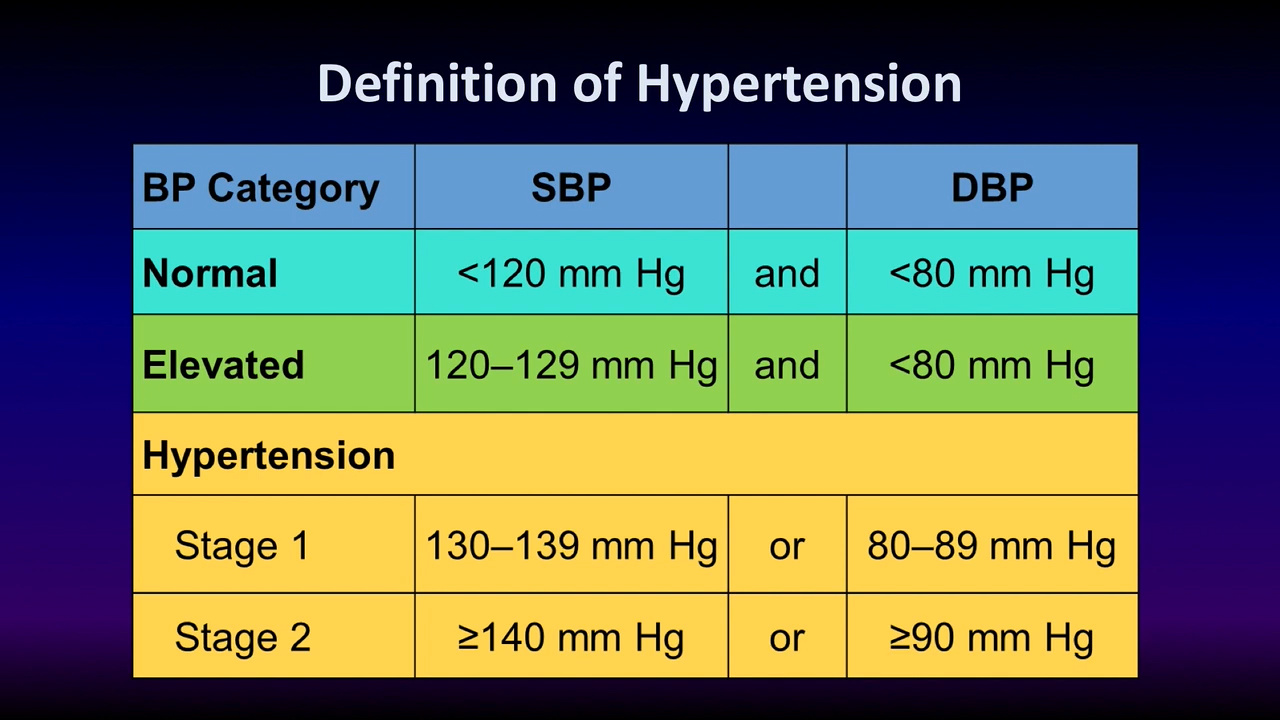 Definition of Hypertension
BP Category SBP DBP
Normal <120 mm Hg and <80 mm Hg
Elevated 120–129 mm Hg and <80 mm Hg
Hypertension
Stage 1 130–139 mm Hg or 80–89 mm Hg
Stage 2 ≥140 mm Hg or ≥90 mm Hg